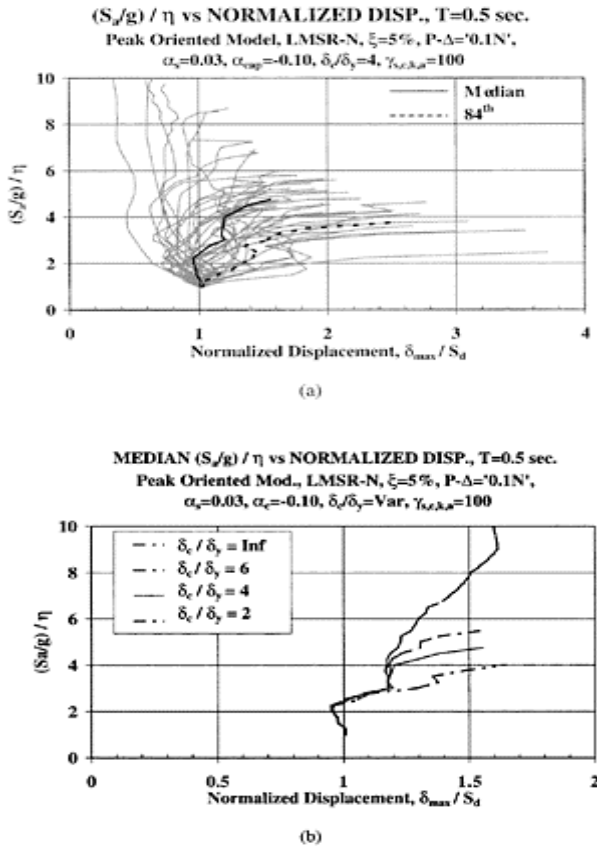 (Sa/g) / η vs NORMALIZED DISP., T=0.5 sec.
Peak Oriented Model, LMSR-N, ξ=5%, P-Δ='0.1N',
αs=0.03, αcap=-0.10, δc/δy=4, γs,c,k,a=100
10
8
6
4
2
0
(Sa/g) / η
Median
84th
0
1
2
3
4
Normalized Displacement, δmax / Sd
(a)
MEDIAN (Sa/g) / η vs NORMALIZED DISP., T=0.5 sec.
Peak Oriented Mod., LMSR-N, ξ=5%, P-Δ='0.1N',
αs=0.03, αc=-0.10, δc/δy=Var, γs,c,k,a=100
10
8
6
4
2
0
(Sa/g) / η
δc / δy = Inf
δc / δy = 6
δc / δy = 4
δc / δy = 2
0
0.5
1
1.5
2
Normalized Displacement, δmax / Sd
(b)